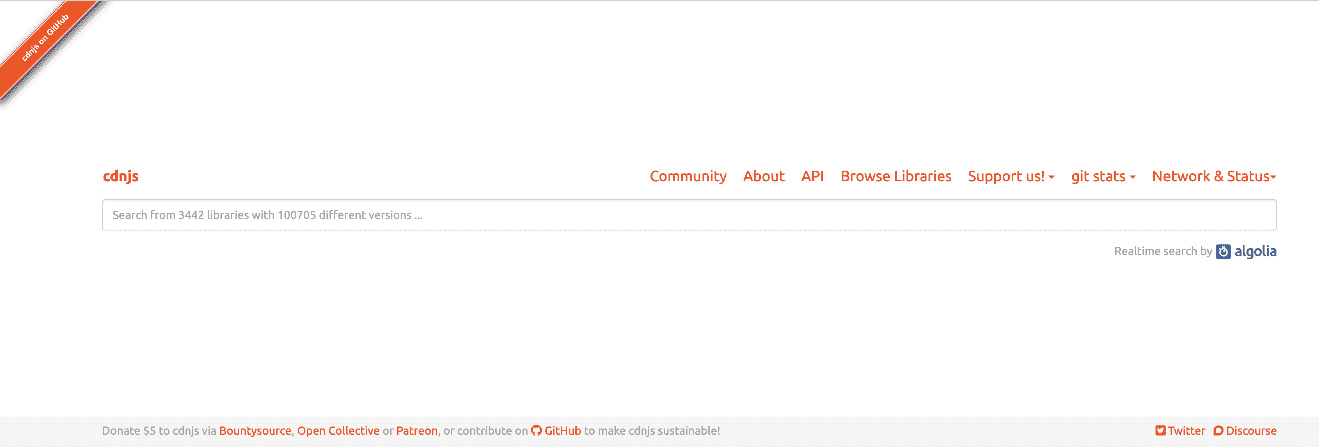 cdnjs on GitHub
cdnjs
Community About API Browse Libraries Support us! git stats Network & Status
Search from 3442 libraries with 100705 different versions ...
Realtime search by algolia
Donate $5 to cdnjs via Bountysource, Open Collective or Patreon, or contribute on GitHub to make cdnjs sustainable! Twitter Discourse